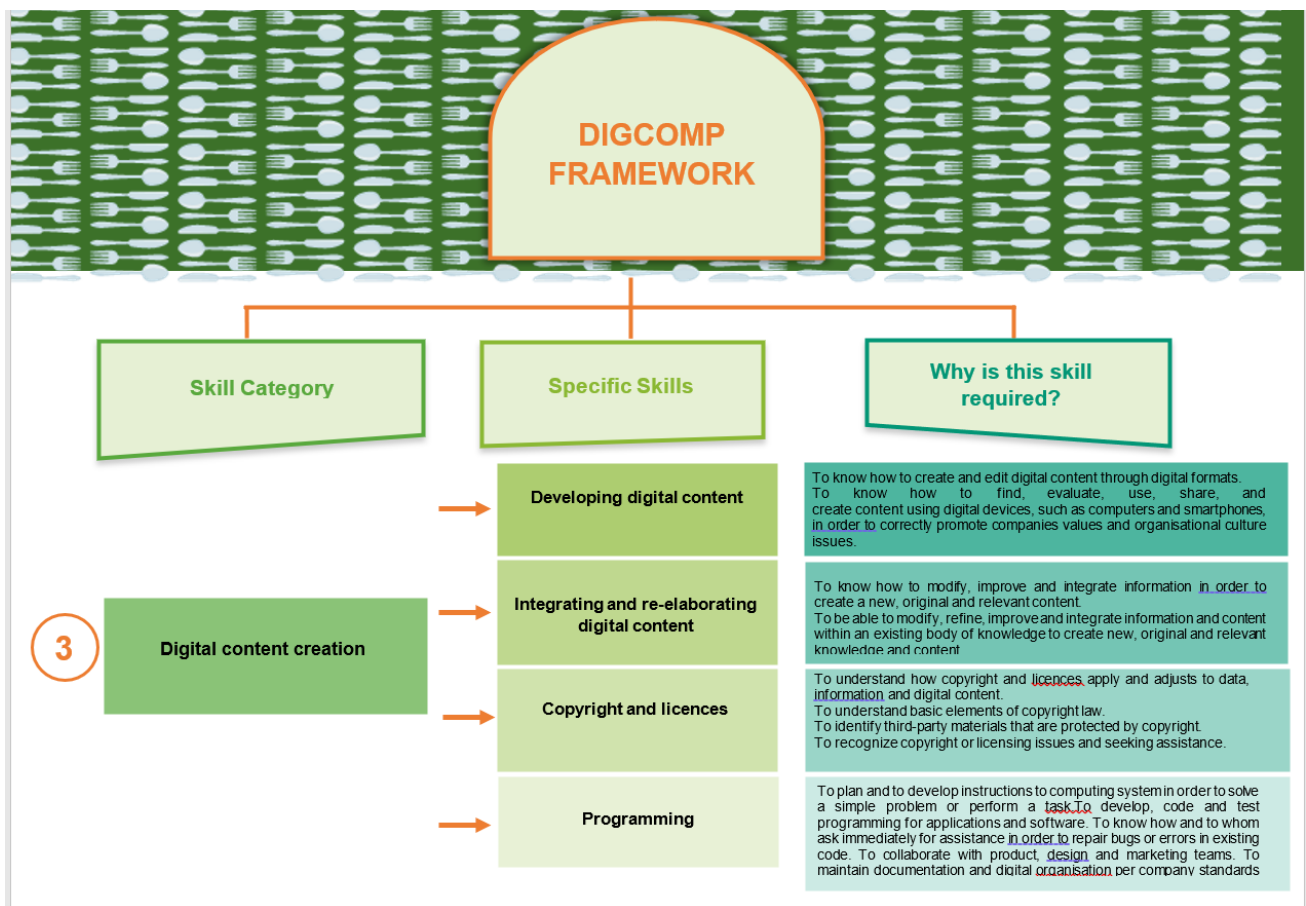 DIGCOMP
FRAMEWORK
Skill Category
Specific Skills
Why is this skill
required?
3
Digital content creation
Developing digital content
To know how to create and edit digital content through digital formats.
To know how to find, evaluate, use, share, and
create content using digital devices, such as computers and smartphones,
in order to correctly promote companies values and organisational culture
issues.
Integrating and re-elaborating
digital content
To know how to modify, improve and integrate information in order to
create a new, original and relevant content.
To be able to modify, refine, improve and integrate information and content
within an existing body of knowledge to create new, original and relevant
knowledge and content
Copyright and licences
To understand how copyright and licences apply and adjusts to data,
information and digital content.
To understand basic elements of copyright law.
To identify third-party materials that are protected by copyright.
To recognize copyright or licensing issues and seeking assistance.
Programming
To plan and to develop instructions to computing system in order to solve
a simple problem or perform a task.To develop, code and test
programming for applications and software. To know how and to whom
ask immediately for assistance in order to repair bugs or errors in existing
code. To collaborate with product, design and marketing teams. To
maintain documentation and digital organisation per company standards